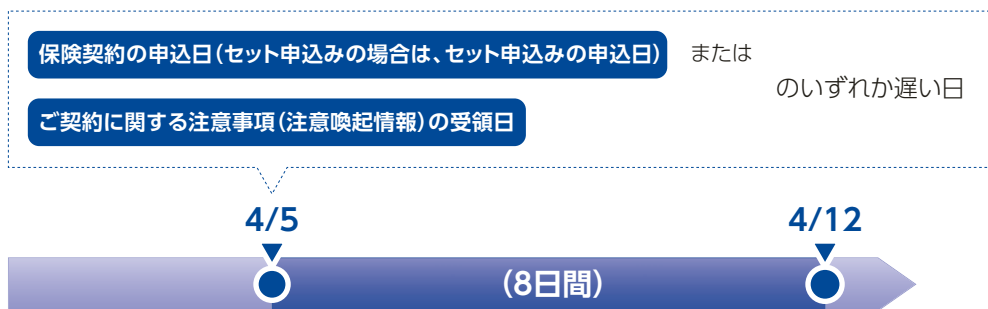 保険契約の申込日(セット申込みの場合は、セット申込みの申込日)
または
のいずれか遅い日
ご契約に関する注意事項(注意喚起情報)の受領日
4/5
4/12
(8日間)